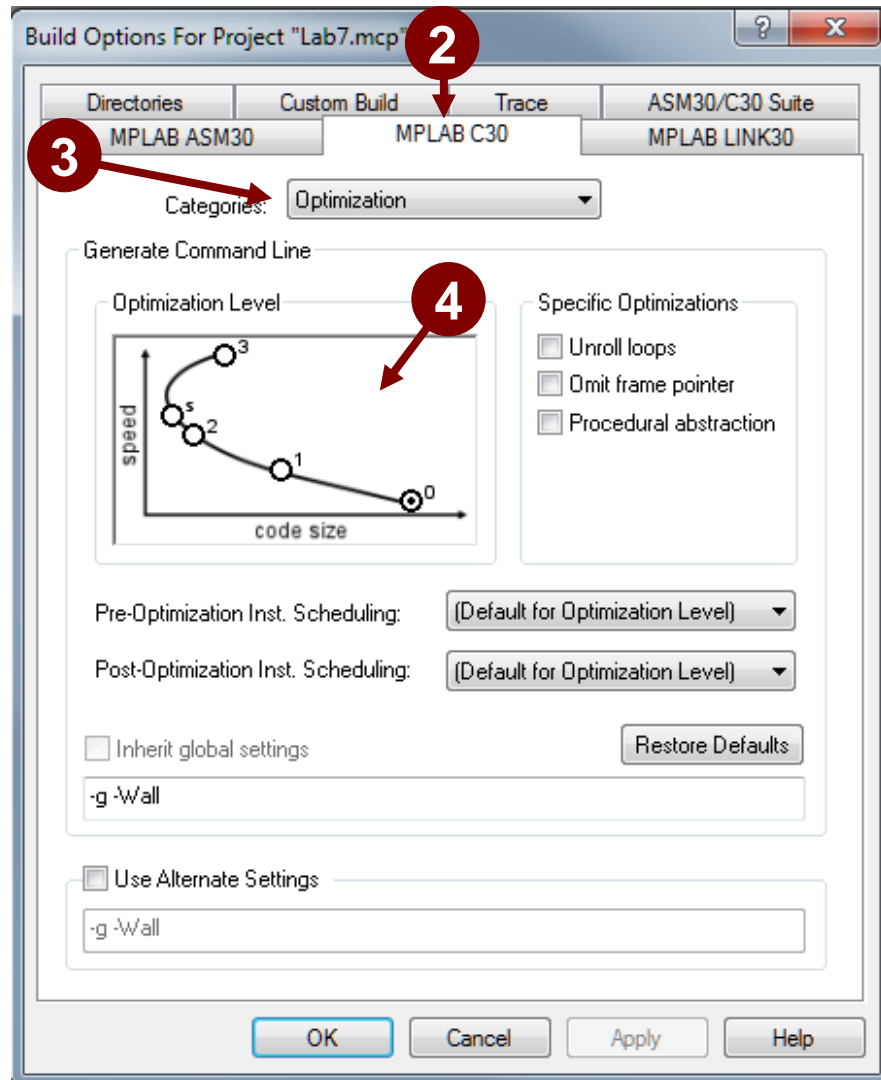 Build Options For Project "Lab7.mcp"
2
Directories Custom Build Trace ASM30/C30 Suite
MPLAB ASM30 MPLAB C30 MPLAB LINK30
3
Categories: Optimization
Generate Command Line
Optimization Level
4
Specific Optimizations
3
s
2
1
0
speed
code size
Unroll loops
Omit frame pointer
Procedural abstraction
Pre-Optimization Inst. Scheduling: (Default for Optimization Level)
Post-Optimization Inst. Scheduling: (Default for Optimization Level)
Inherit global settings
Restore Defaults
-g -Wall
Use Alternate Settings
-g -Wall
OK Cancel Apply Help